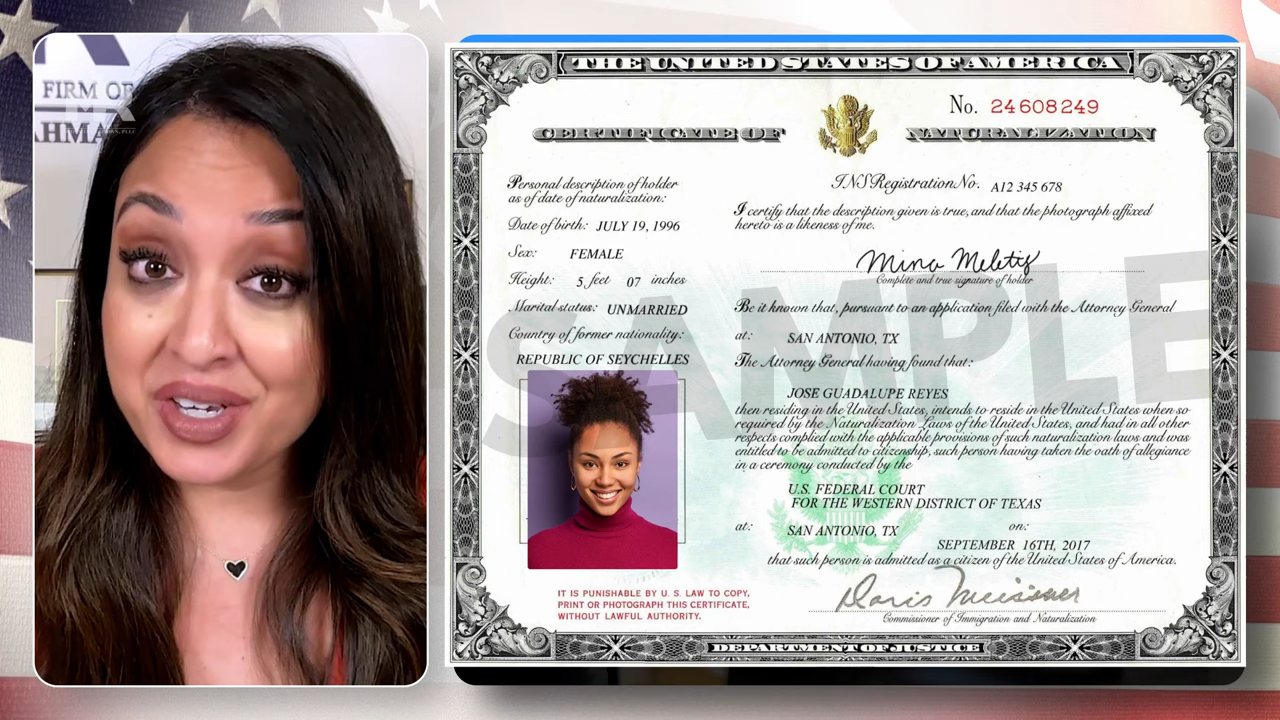 FIRM OF
AHMA
THE UNITED STATES OF AMERICA
No. 24608249
CERTIFICATE OF NATURALIZATION
Personal description of holder
as of date of naturalization:
Date of birth: JULY 19, 1996
Sex: FEMALE
Height: 5 feet 07 inches
Marital status: UNMARRIED
Country of former nationality:
REPUBLIC OF SEYCHELLES
INS Registration No. A12 345 678
I certify that the description given is true, and that the photograph affixed
hereto is a likeness of me.
Mina Meletiz
Complete and true signature of holder
Be it known that, pursuant to an application filed with the Attorney General
at: SAN ANTONIO, TX
The Attorney General having found that:
JOSE GUADALUPE REYES
then residing in the United States, intends to reside in the United States when so
required by the Naturalization Laws of the United States, and had in all other
respects complied with the applicable provisions of such naturalization laws and was
entitled to be admitted to citizenship, such person having taken the oath of allegiance
in a ceremony conducted by the
U.S. FEDERAL COURT
FOR THE WESTERN DISTRICT OF TEXAS
at: SAN ANTONIO, TX on:
SEPTEMBER 16TH, 2017
that such person is admitted as a citizen of the United States of America.
Doris Meissner
Commissioner of Immigration and Naturalization
IT IS PUNISHABLE BY U. S. LAW TO COPY,
PRINT OR PHOTOGRAPH THIS CERTIFICATE,
WITHOUT LAWFUL AUTHORITY.
DEPARTMENT OF JUSTICE
SAMPLE